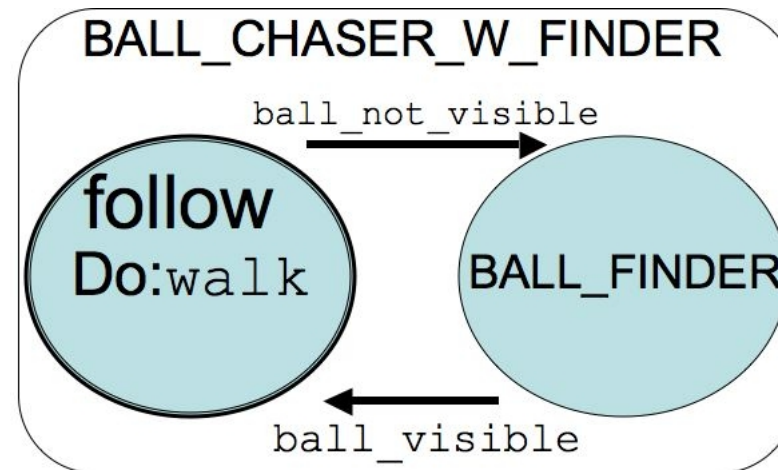 BALL_CHASER_W_FINDER
ball_not_visible
follow
Do:walk
BALL_FINDER
ball_visible